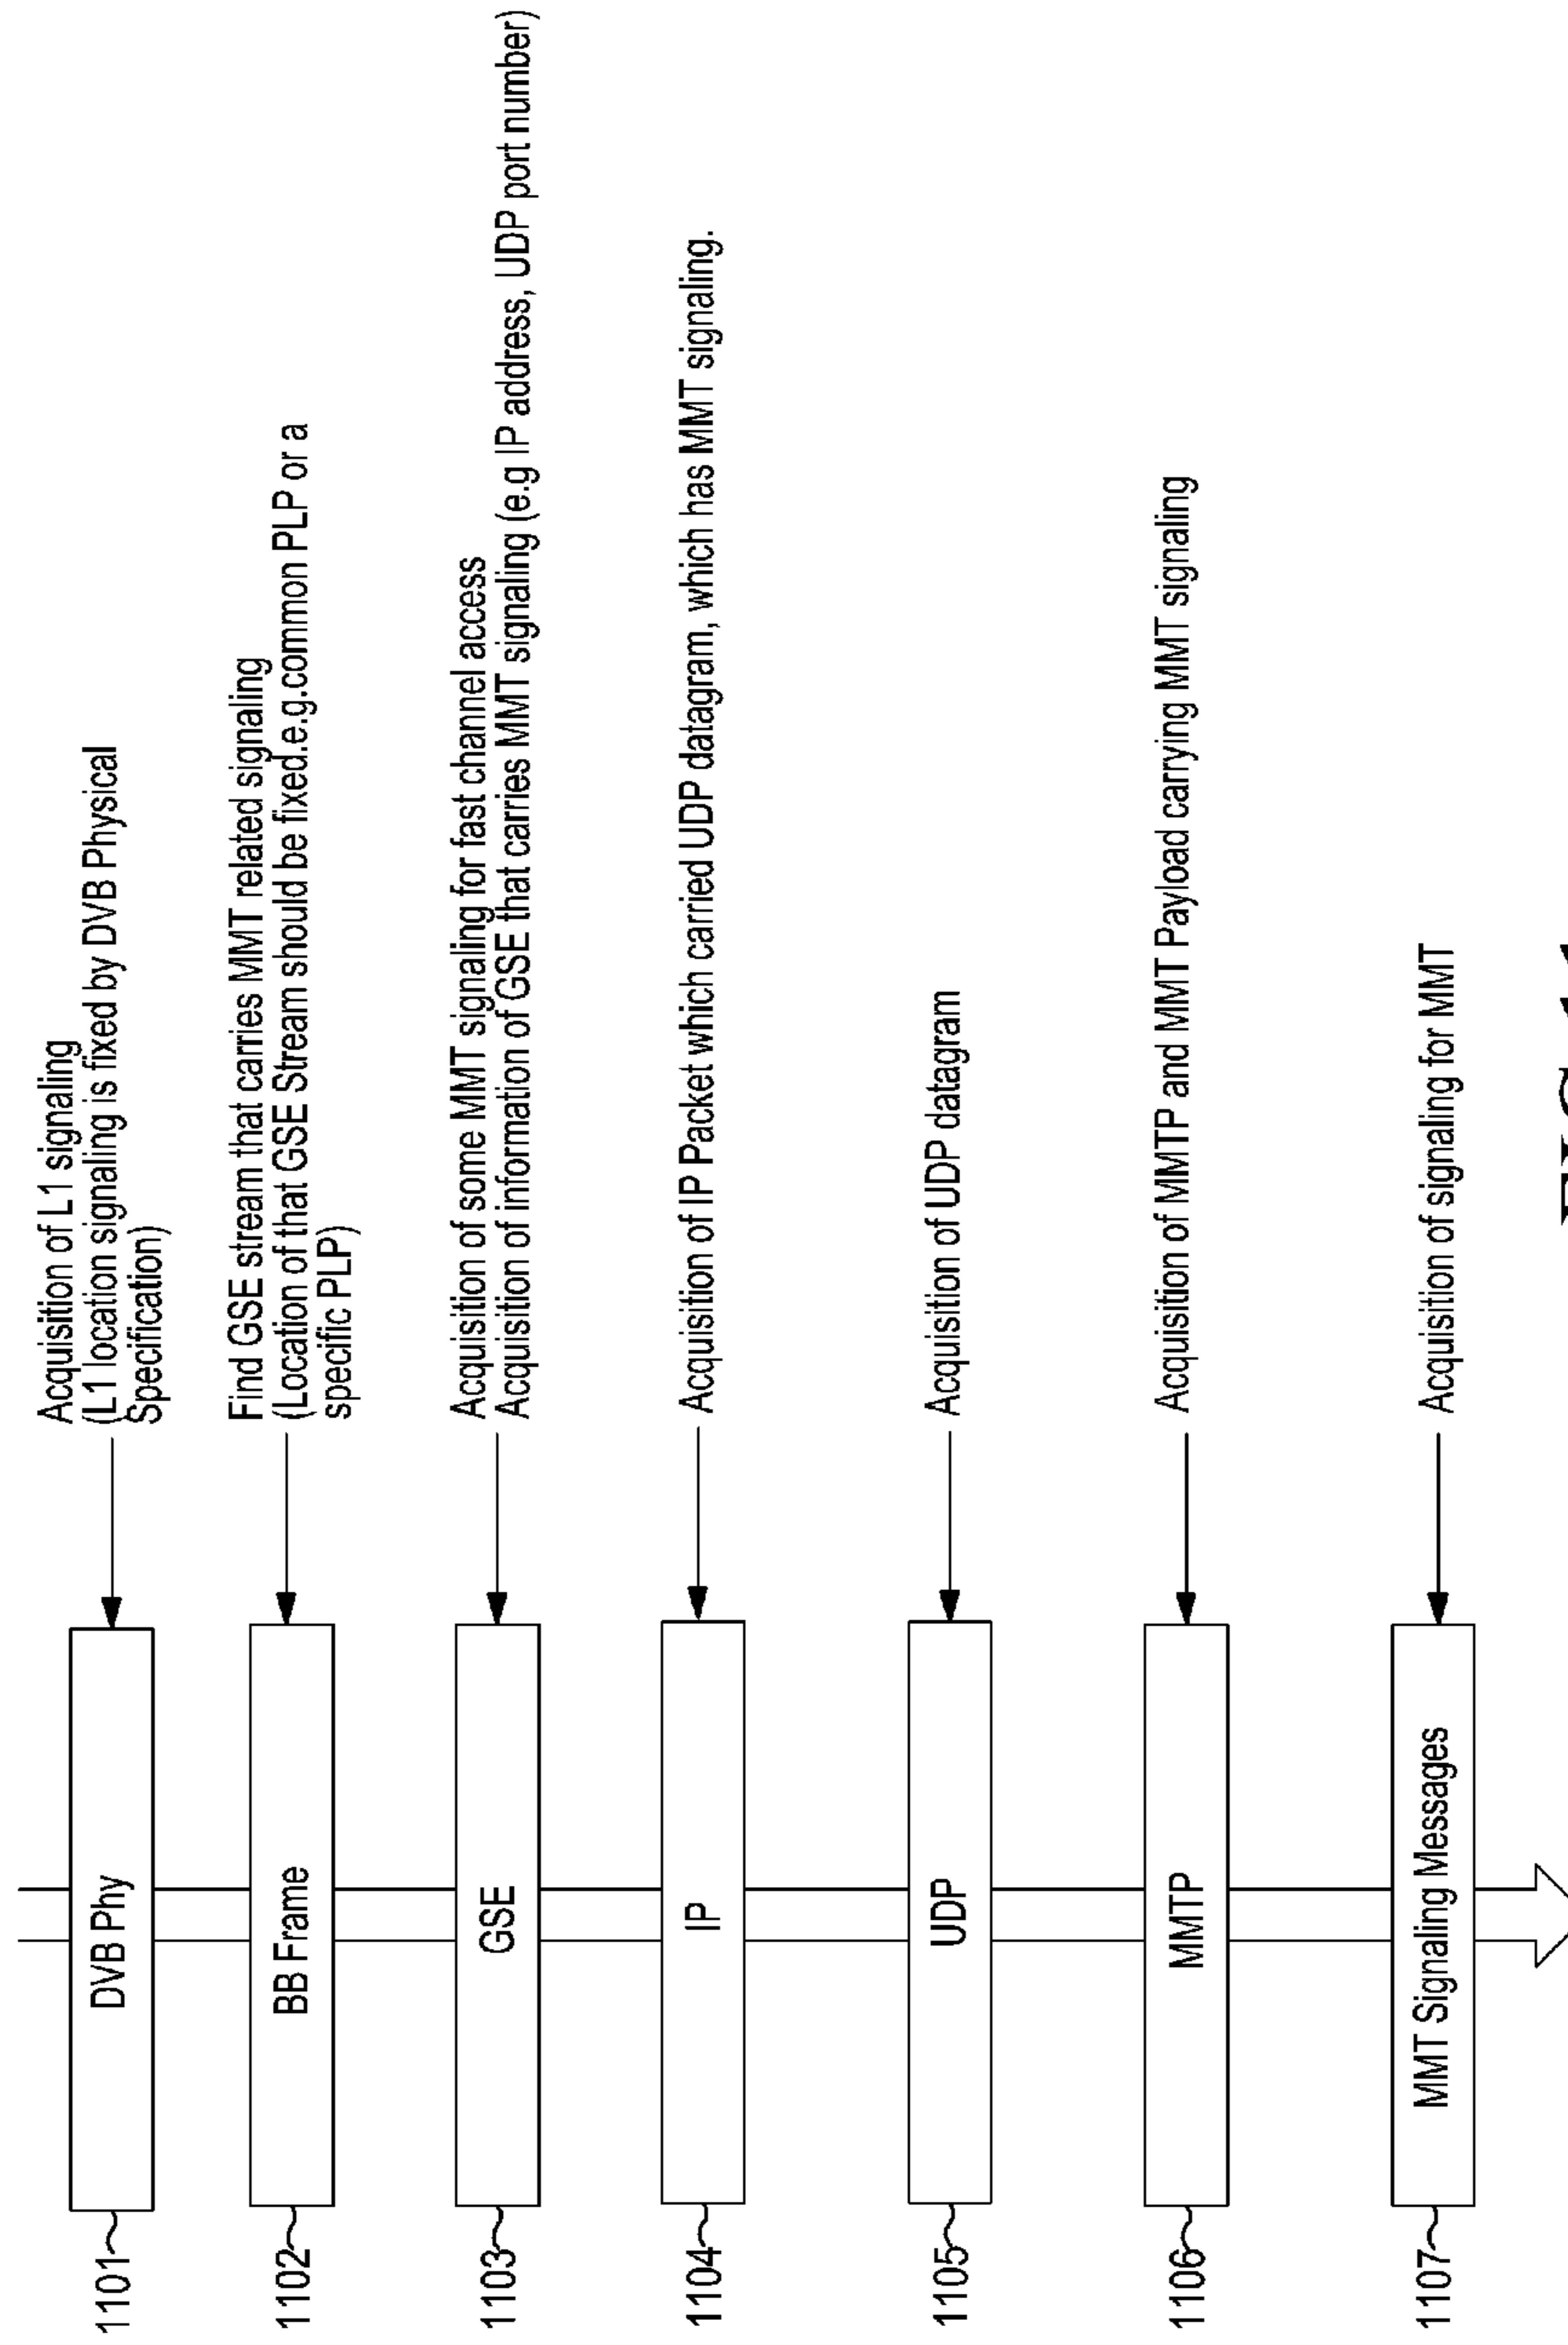 1101
DVB Phy
Acquisition of L1 signaling
(L1 location signaling is fixed by DVB Physical
Specification)
1102
BB Frame
Find GSE stream that carries MMT related signaling
(Location of that GSE Stream should be fixed.e.g.common PLP or a
specific PLP)
1103
GSE
Acquisition of some MMT signaling for fast channel access
Acquisition of information of GSE that carries MMT signaling (e.g IP address, UDP port number)
1104
IP
Acquisition of IP Packet which carried UDP datagram, which has MMT signaling.
1105
UDP
Acquisition of UDP datagram
1106
MMTP
Acquisition of MMTP and MMT Payload carrying MMT signaling
1107
MMT Signaling Messages
Acquisition of signaling for MMT